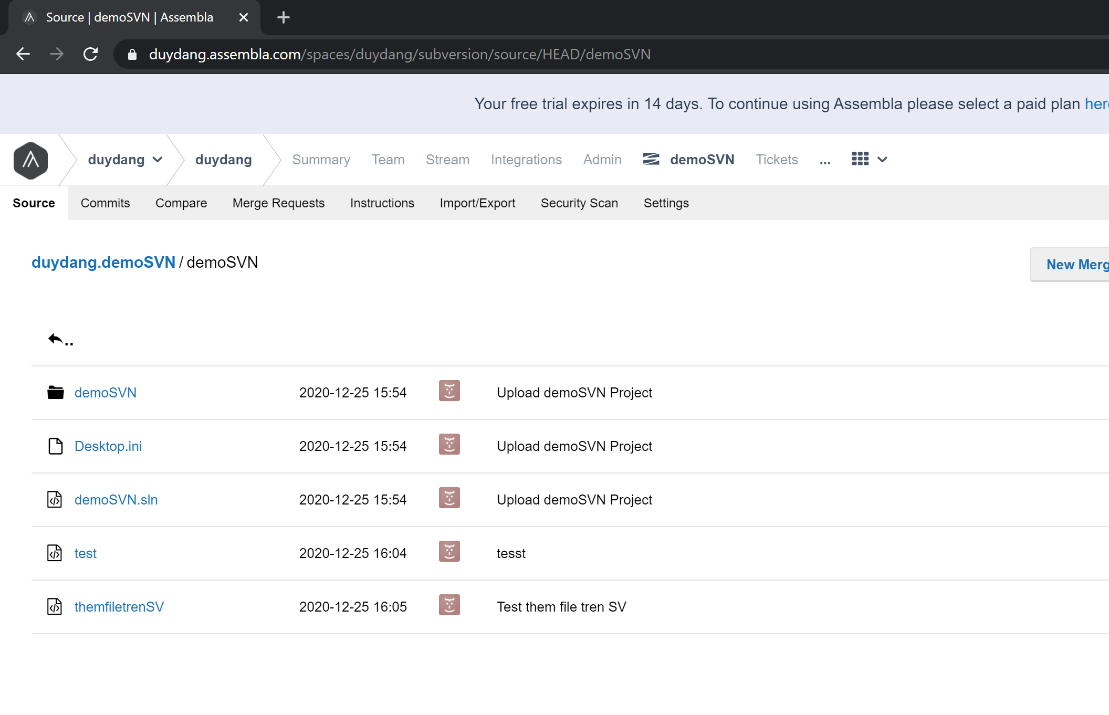 Source | demoSVN | Assembla
duydang.assembla.com/spaces/duydang/subversion/source/HEAD/demoSVN
Your free trial expires in 14 days. To continue using Assembla please select a paid plan here
duydang duydang Summary Team Stream Integrations Admin demoSVN Tickets ...
Source Commits Compare Merge Requests Instructions Import/Export Security Scan Settings
duydang.demoSVN / demoSVN
New Merg
..
demoSVN 2020-12-25 15:54 Upload demoSVN Project
Desktop.ini 2020-12-25 15:54 Upload demoSVN Project
demoSVN.sln 2020-12-25 15:54 Upload demoSVN Project
test 2020-12-25 16:04 tesst
themfiletrenSV 2020-12-25 16:05 Test them file tren SV